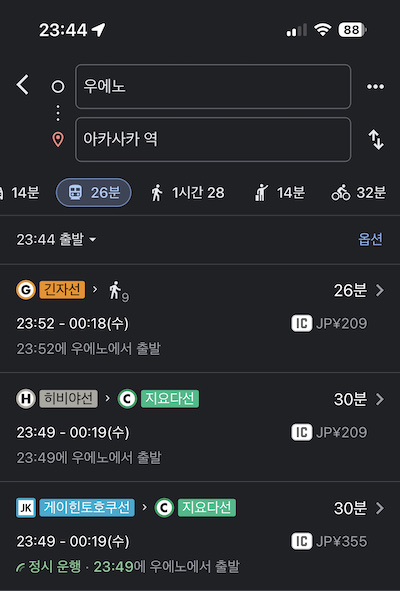 23:44 88
우에노
아카사카 역
14분 26분 1시간 28 14분 32분
23:44 출발 옵션
G 긴자선 9 26분
23:52 - 00:18(수) IC JP¥209
23:52에 우에노에서 출발
H 히비야선 C 지요다선 30분
23:49 - 00:19(수) IC JP¥209
23:49에 우에노에서 출발
JK 게이힌토호쿠선 C 지요다선 30분
23:49 - 00:19(수) IC JP¥355
정시 운행 · 23:49에 우에노에서 출발